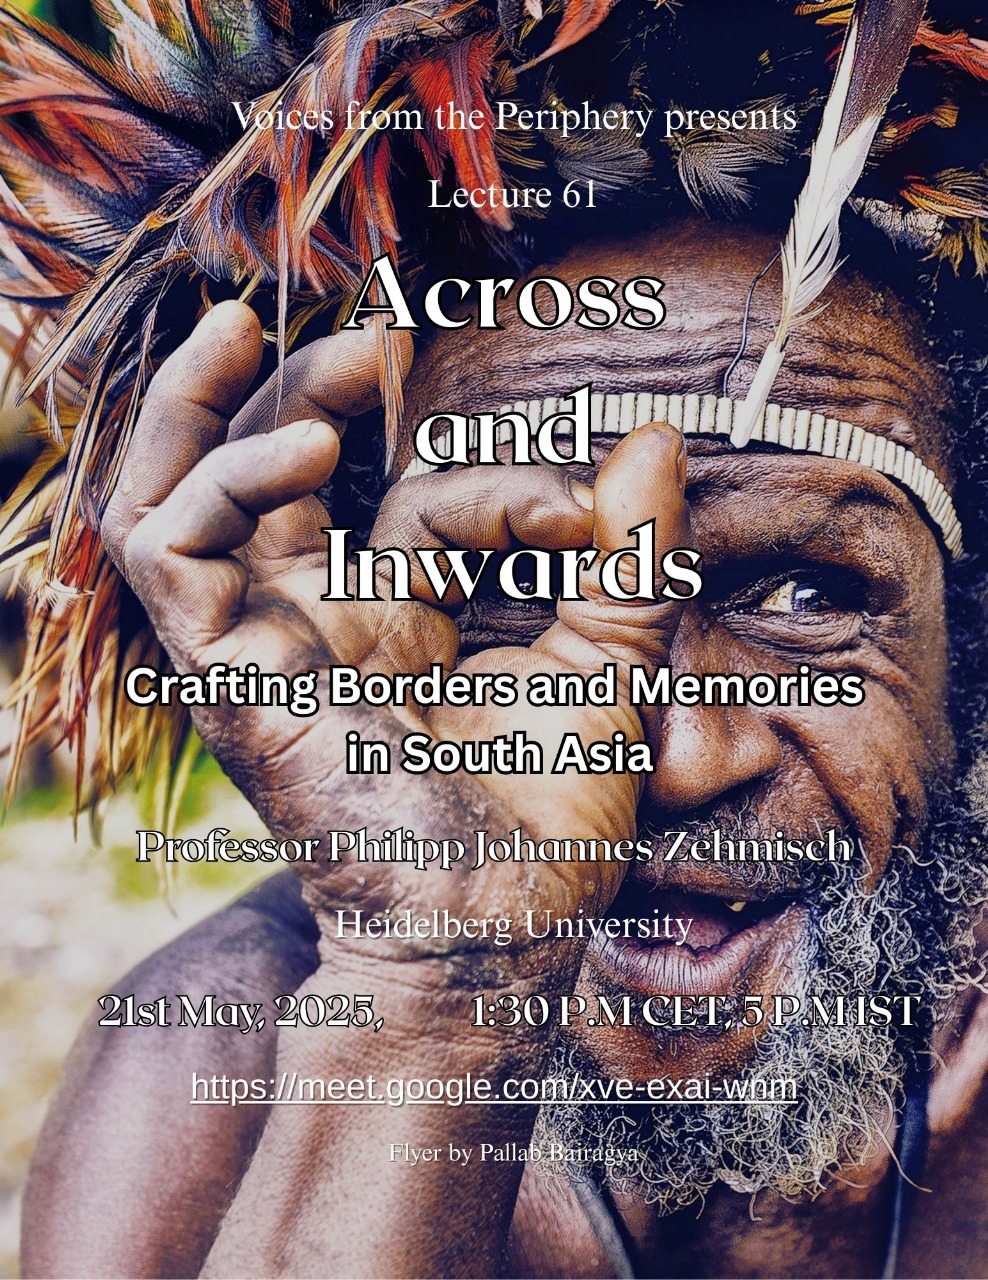 Voices from the Periphery presents
Lecture 61
Across
and
Inwards
Crafting Borders and Memories
in South Asia
Professor Philipp Johannes Zehmisch
Heidelberg University
21st May, 2025, 1:30 P.M CET, 5 P.M IST
https://meet.google.com/xve-exai-wnm
Flyer by Pallab Bairagya